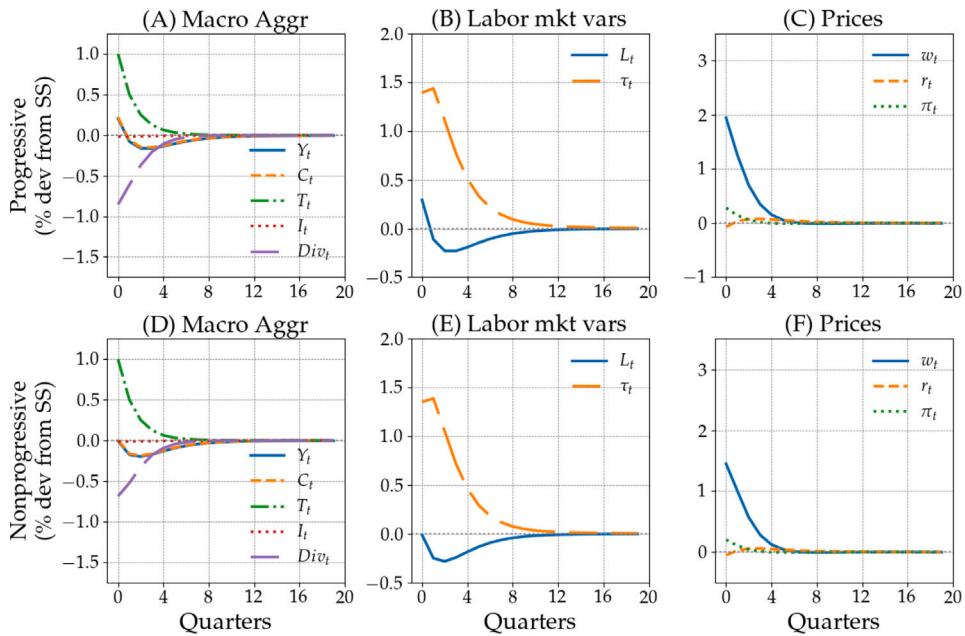 (A) Macro Aggr
(B) Labor mkt vars
(C) Prices
Progressive
(% dev from SS)
1.0
0.5
0.0
−0.5
−1.0
−1.5
Y_t
C_t
T_t
I_t
Div_t
0 4 8 12 16 20
2.0
1.5
1.0
0.5
0.0
−0.5
L_t
τ_t
0 4 8 12 16 20
3
2
1
0
−1
w_t
r_t
π_t
0 4 8 12 16 20
(D) Macro Aggr
(E) Labor mkt vars
(F) Prices
Nonprogressive
(% dev from SS)
1.0
0.5
0.0
−0.5
−1.0
−1.5
Y_t
C_t
T_t
I_t
Div_t
0 4 8 12 16 20
Quarters
2.0
1.5
1.0
0.5
0.0
−0.5
L_t
τ_t
0 4 8 12 16 20
Quarters
3
2
1
0
w_t
r_t
π_t
0 4 8 12 16 20
Quarters